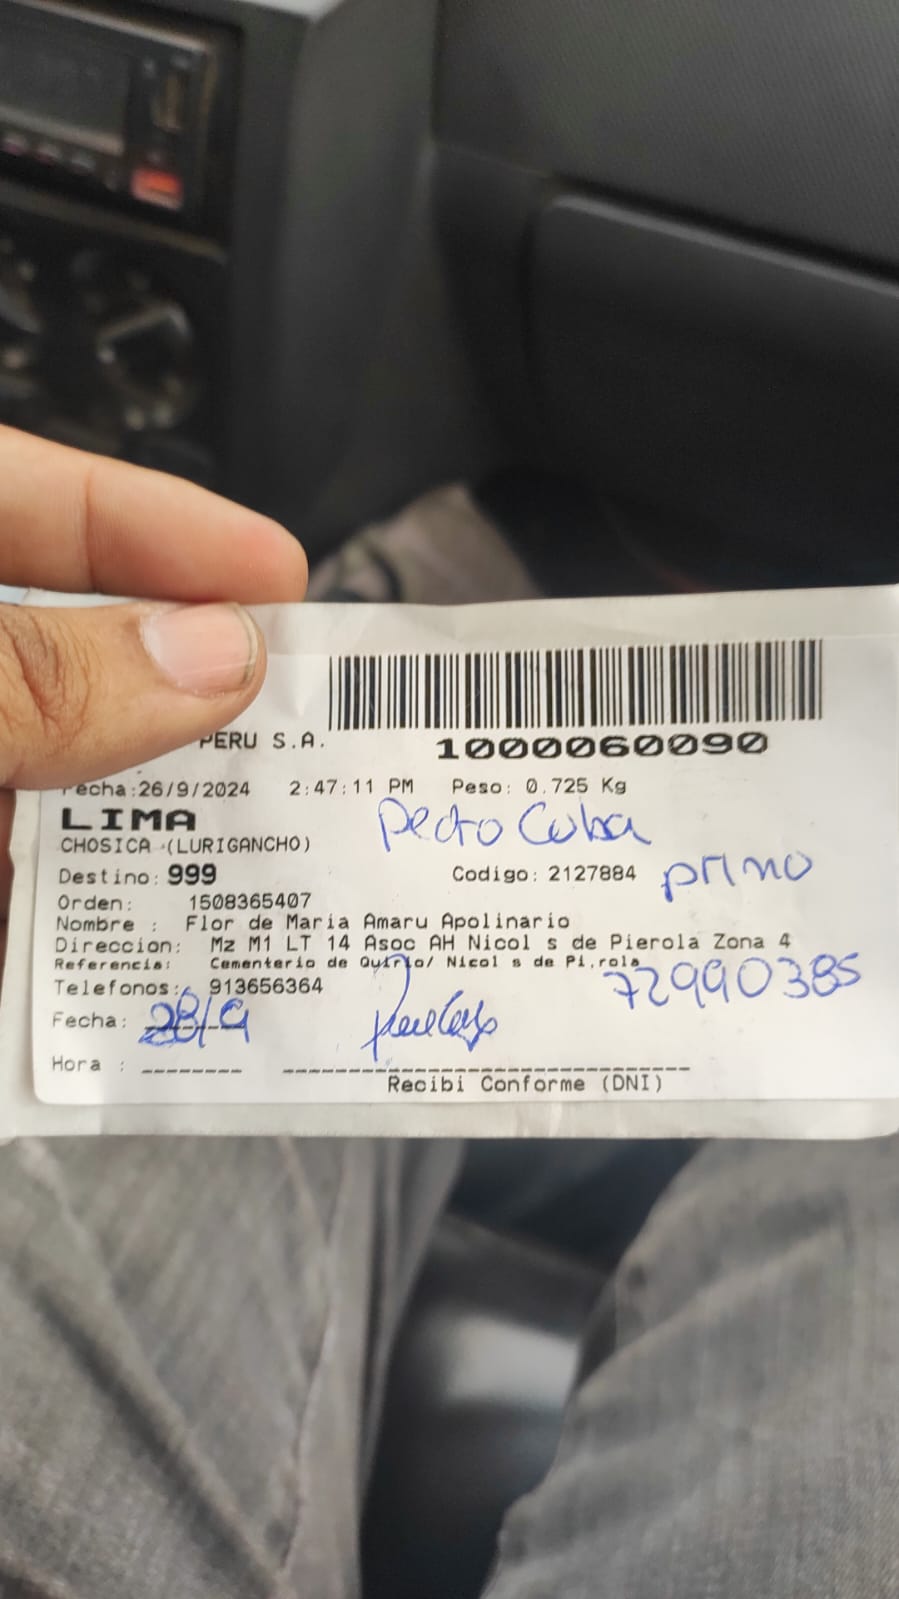 PERU S.A.
1000060090
Fecha:26/9/2024 2:47:11 PM Peso: 0.725 Kg
LIMA
Pedro Cuba
CHOSICA (LURIGANCHO)
Destino: 999 Codigo: 2127884 primo
Orden: 1508365407
Nombre : Flor de Maria Amaru Apolinario
Direccion: Mz M1 LT 14 Asoc AH Nicol s de Pierola Zona 4
Referencia: Cementerio de Quirio/ Nicol s de Pi,rola
Telefonos: 913656364 72990385
Fecha: 28/9
Hora :
Recibi Conforme (DNI)